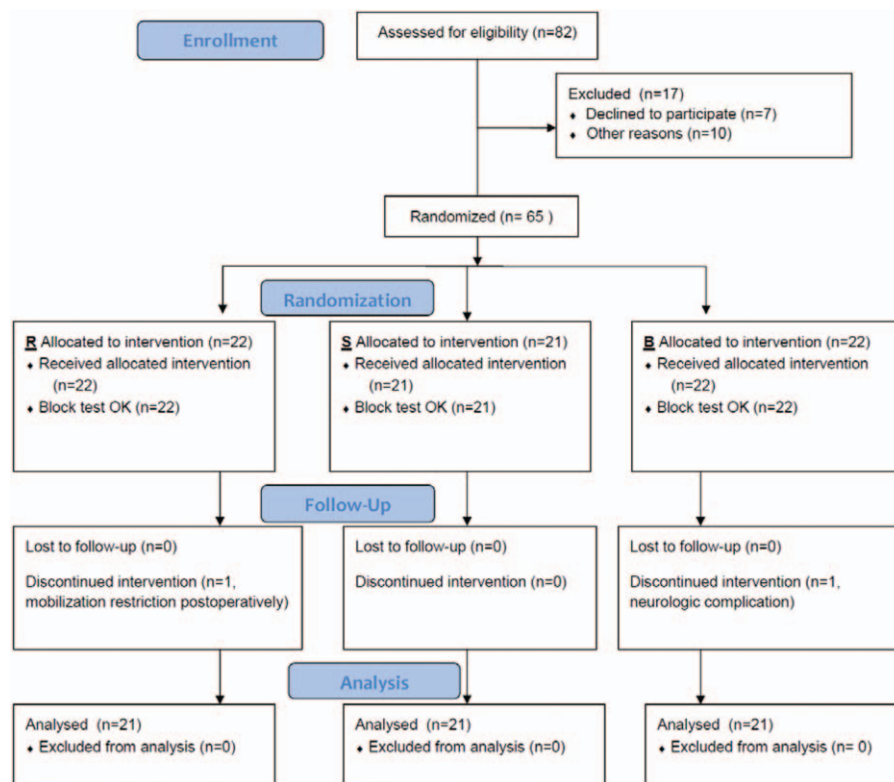 Enrollment
Assessed for eligibility (n=82)
Excluded (n=17)
♦ Declined to participate (n=7)
♦ Other reasons (n=10)
Randomized (n= 65 )
Randomization
R Allocated to intervention (n=22)
♦ Received allocated intervention
(n=22)
♦ Block test OK (n=22)
S Allocated to intervention (n=21)
♦ Received allocated intervention
(n=21)
♦ Block test OK (n=21)
B Allocated to intervention (n=22)
♦ Received allocated intervention
(n=22)
♦ Block test OK (n=22)
Follow-Up
Lost to follow-up (n=0)
Discontinued intervention (n=1,
mobilization restriction postoperatively)
Lost to follow-up (n=0)
Discontinued intervention (n=0)
Lost to follow-up (n=0)
Discontinued intervention (n=1,
neurologic complication)
Analysis
Analysed (n=21)
♦ Excluded from analysis (n=0)
Analysed (n=21)
♦ Excluded from analysis (n=0)
Analysed (n=21)
♦ Excluded from analysis (n= 0)